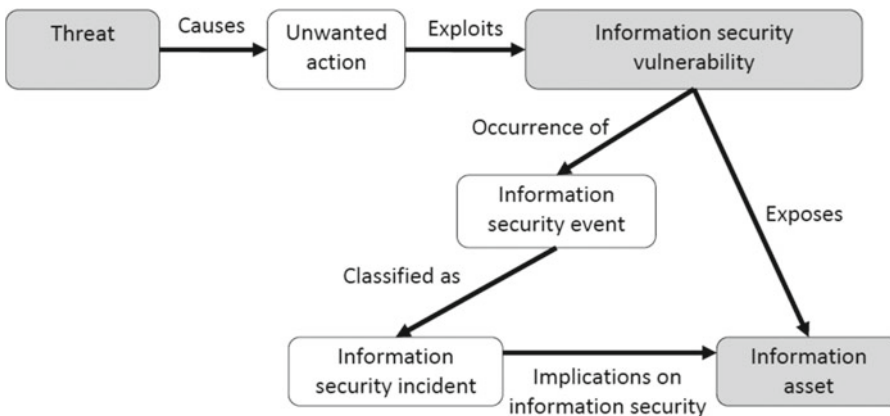 Threat
Causes
Unwanted
action
Exploits
Information security
vulnerability
Occurrence of
Information
security event
Exposes
Classified as
Information
security incident
Implications on
information security
Information
asset